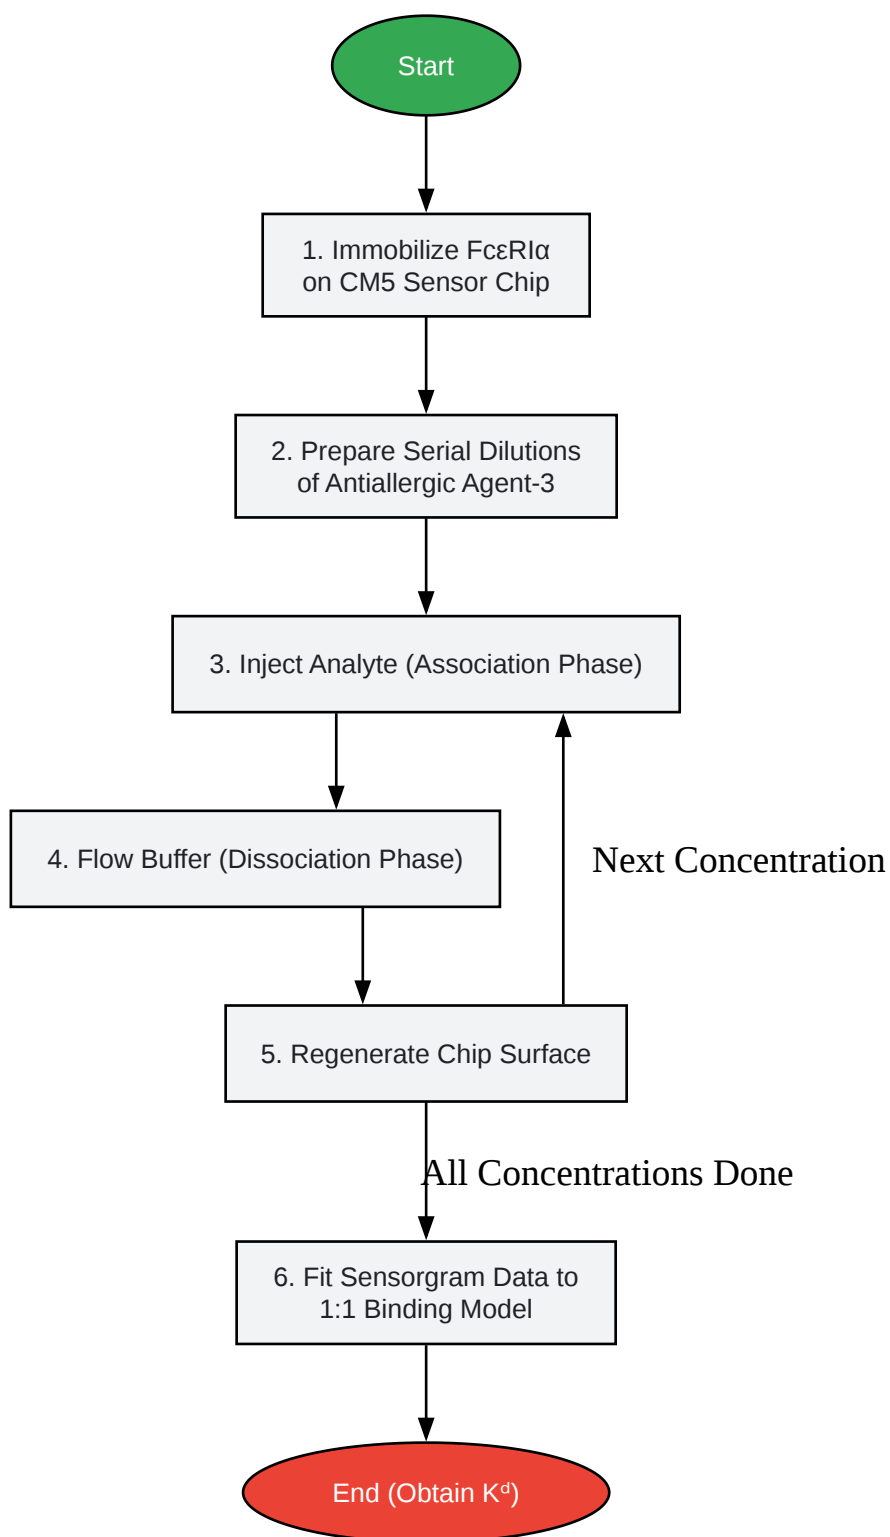 Start
1. Immobilize FcεRIα
on CM5 Sensor Chip
2. Prepare Serial Dilutions
of Antiallergic Agent-3
3. Inject Analyte (Association Phase)
4. Flow Buffer (Dissociation Phase)
Next Concentration
5. Regenerate Chip Surface
All Concentrations Done
6. Fit Sensorgram Data to
1:1 Binding Model
End (Obtain Kᵈ)